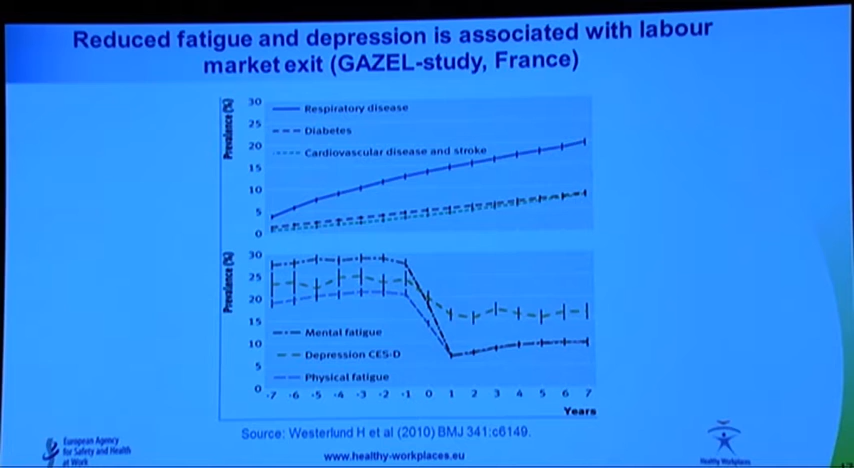 Reduced fatigue and depression is associated with labour
market exit (GAZEL-study, France)
Prevalance (%)
30
25
20
15
10
5
0
Respiratory disease
Diabetes
Cardiovascular disease and stroke
Prevalance (%)
30
25
20
15
10
5
0
Mental fatigue
Depression CES-D
Physical fatigue
-7 -6 -5 -4 -3 -2 -1 0 1 2 3 4 5 6 7
Years
Source: Westerlund H et al (2010) BMJ 341:c6149.
European Agency
for Safety and Health
at Work
www.healthy-workplaces.eu
Healthy Workplaces